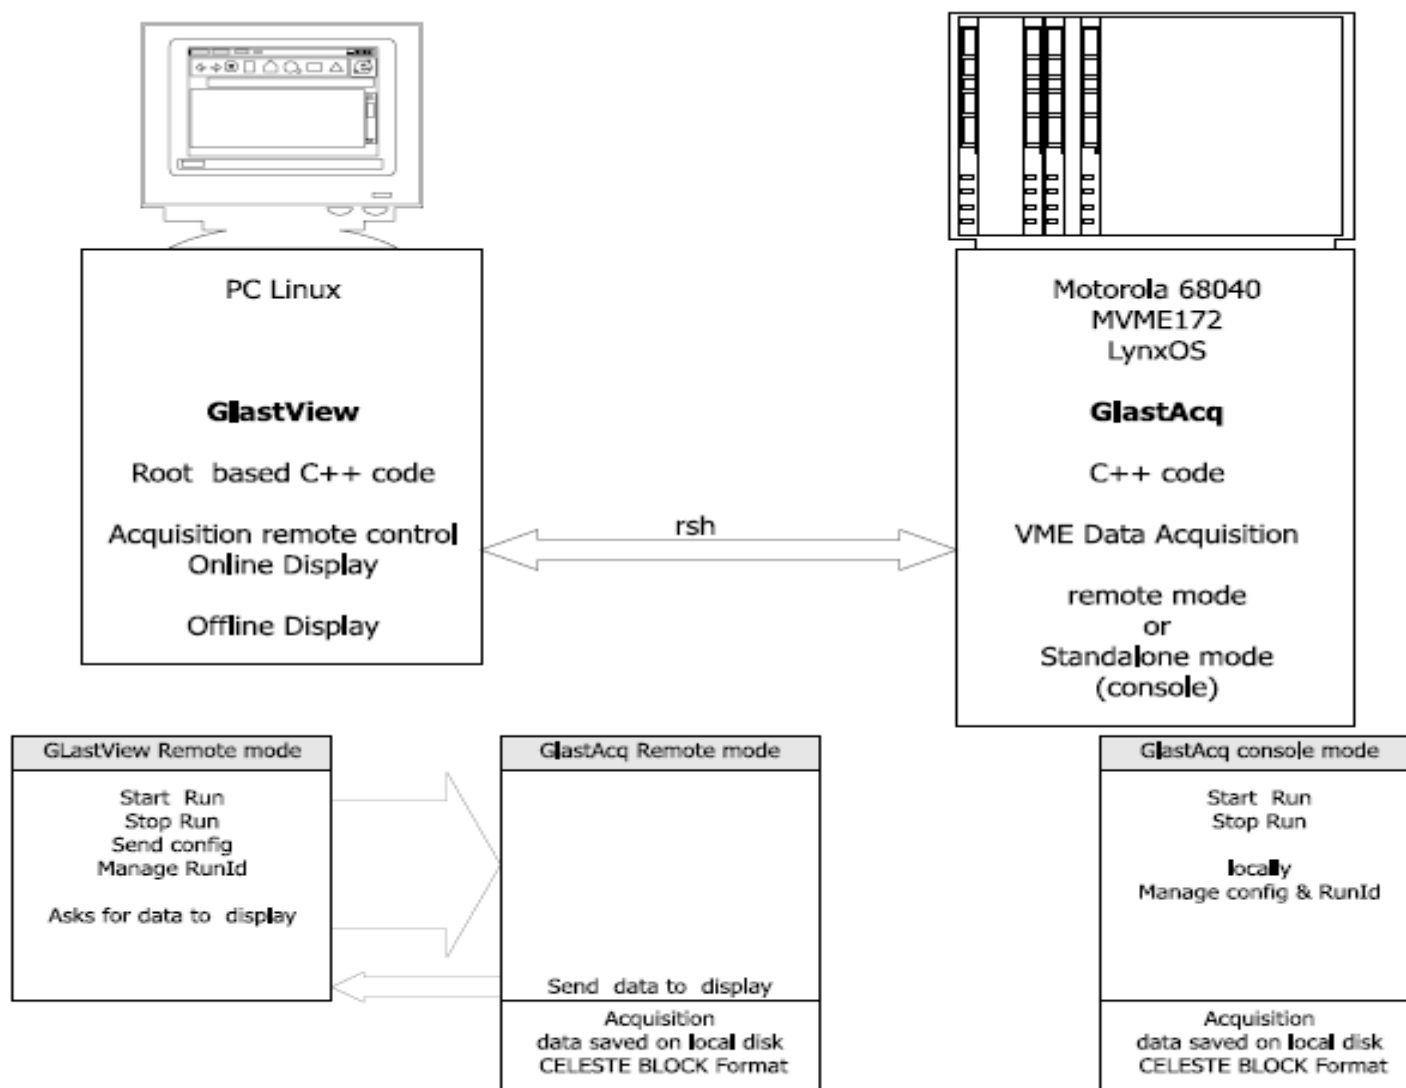 PC Linux
GlastView
Root based C++ code
Acquisition remote control
Online Display
Offline Display
rsh
Motorola 68040
MVME172
LynxOS
GlastAcq
C++ code
VME Data Acquisition
remote mode
or
Standalone mode
(console)
GLastView Remote mode
Start Run
Stop Run
Send config
Manage RunId
Asks for data to display
GlastAcq Remote mode
Send data to display
Acquisition
data saved on local disk
CELESTE BLOCK Format
GlastAcq console mode
Start Run
Stop Run
locally
Manage config & RunId
Acquisition
data saved on local disk
CELESTE BLOCK Format